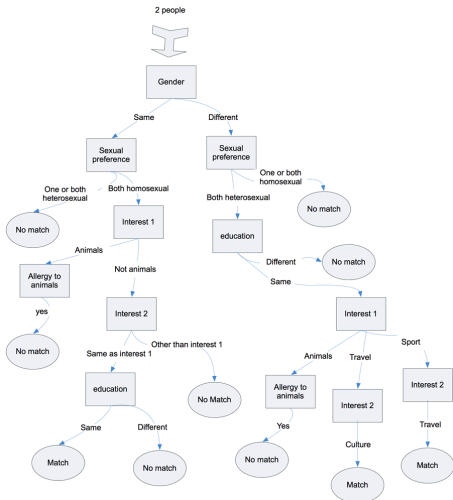 2 people
Gender
Same
Different
Sexual
preference
Sexual
preference
One or both
heterosexual
Both homosexual
One or both
homosexual
Both heterosexual
No match
Interest 1
No match
education
Animals
Not animals
Different
No match
Same
Allergy to
animals
yes
Interest 2
Interest 1
No match
Same as interest 1
Other than interest 1
Animals
Travel
Sport
education
No Match
Allergy to
animals
Interest 2
Interest 2
Same
Different
Yes
Culture
Travel
Match
No match
No match
Match
Match